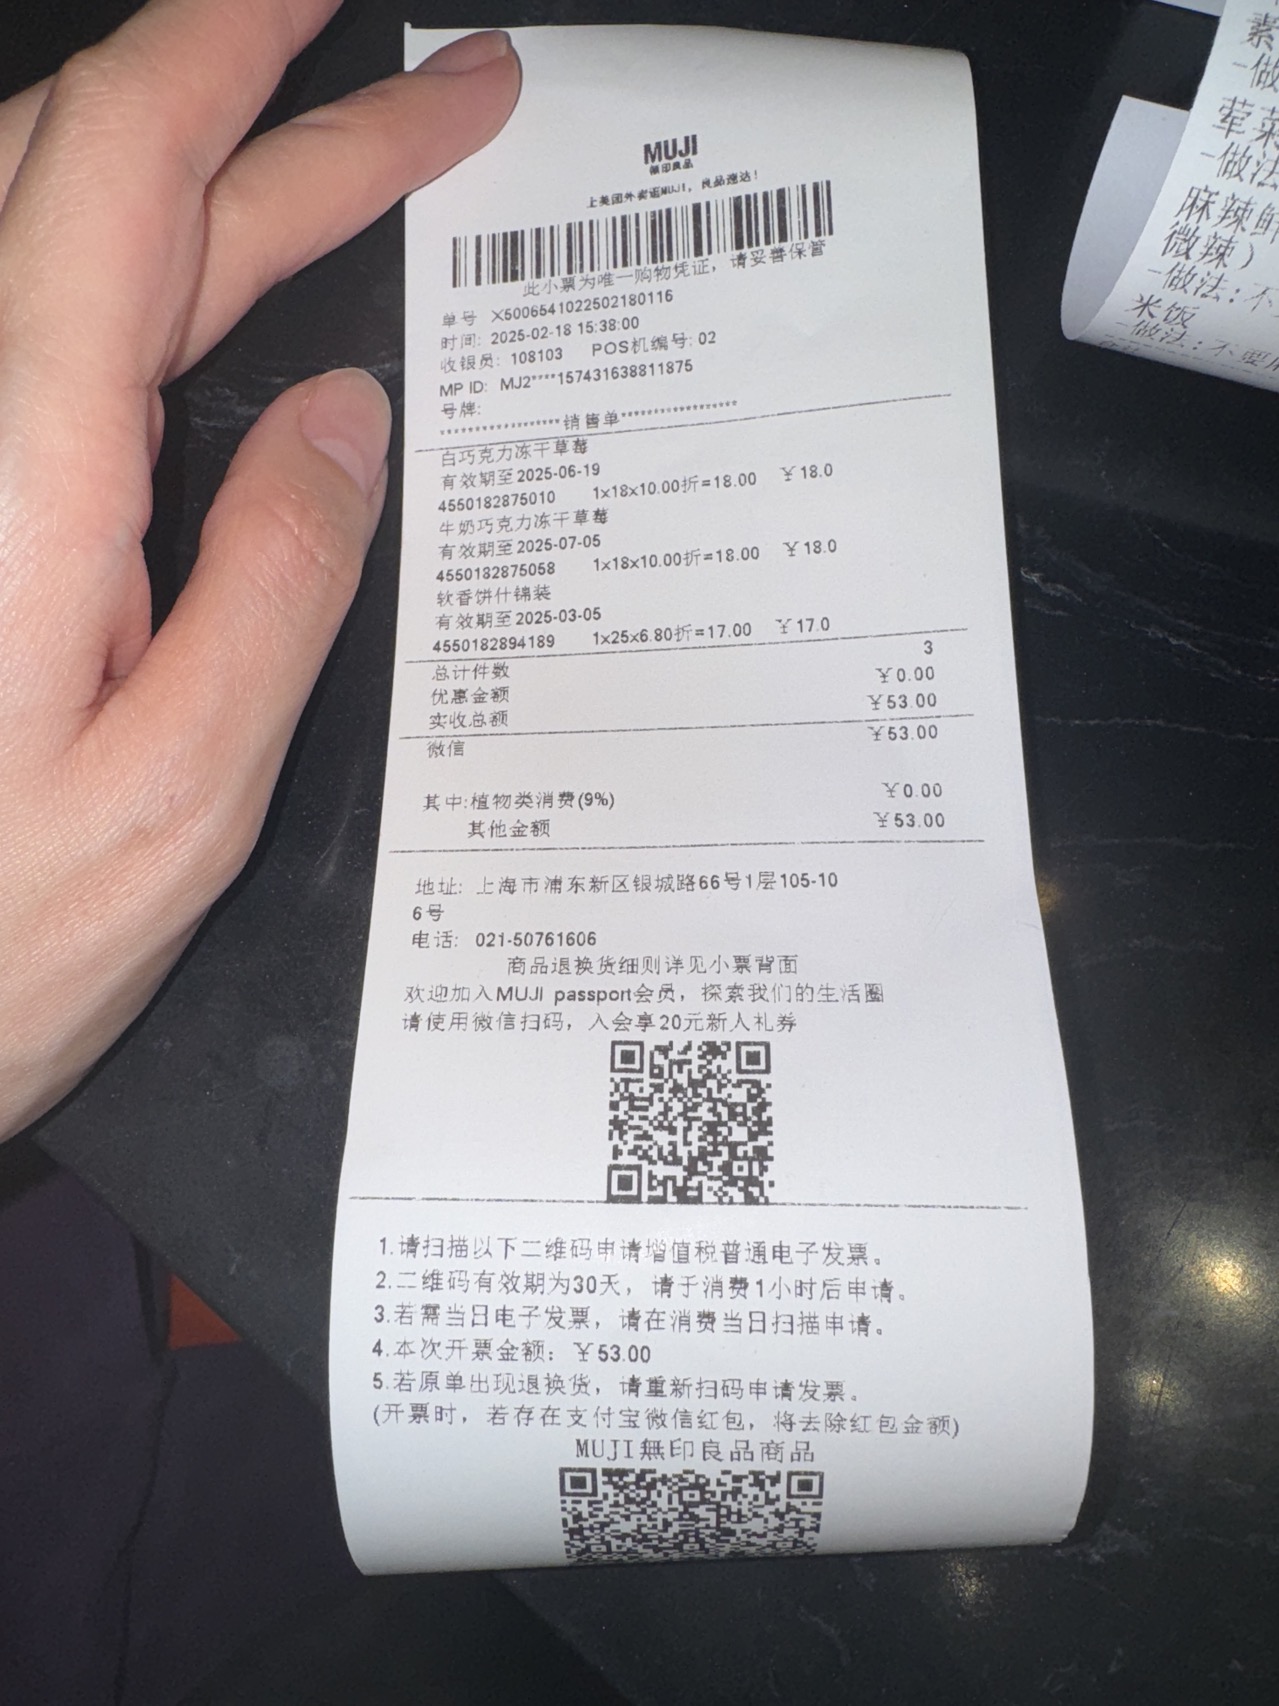 MUJI
無印良品
上美团外卖逛MUJI，良品速达！
此小票为唯一购物凭证，请妥善保管
单号 X5006541022502180116
时间: 2025-02-18 15:38:00
收银员: 108103 POS机编号: 02
MP ID: MJ2****157431638811875
号牌:
******************销售单******************
白巧克力冻干草莓
有效期至2025-06-19
4550182875010 1x18x10.00折=18.00 ￥18.0
牛奶巧克力冻干草莓
有效期至2025-07-05
4550182875058 1x18x10.00折=18.00 ￥18.0
软香饼什锦装
有效期至2025-03-05
4550182894189 1x25x6.80折=17.00 ￥17.0
总计件数 3
优惠金额 ￥0.00
实收总额 ￥53.00
微信 ￥53.00
其中:植物类消费(9%) ￥0.00
其他金额 ￥53.00
地址: 上海市浦东新区银城路66号1层105-10
6号
电话: 021-50761606
商品退换货细则详见小票背面
欢迎加入MUJI passport会员，探索我们的生活圈
请使用微信扫码，入会享20元新人礼券
1.请扫描以下二维码申请增值税普通电子发票。
2.二维码有效期为30天，请于消费1小时后申请。
3.若需当日电子发票，请在消费当日扫描申请。
4.本次开票金额: ￥53.00
5.若原单出现退换货，请重新扫码申请发票。
(开票时，若存在支付宝微信红包，将去除红包金额)
MUJI無印良品商品
素
-做
荤菜
-做法
麻辣鲜
微辣）
-做法：不
米饭
-做法：不要